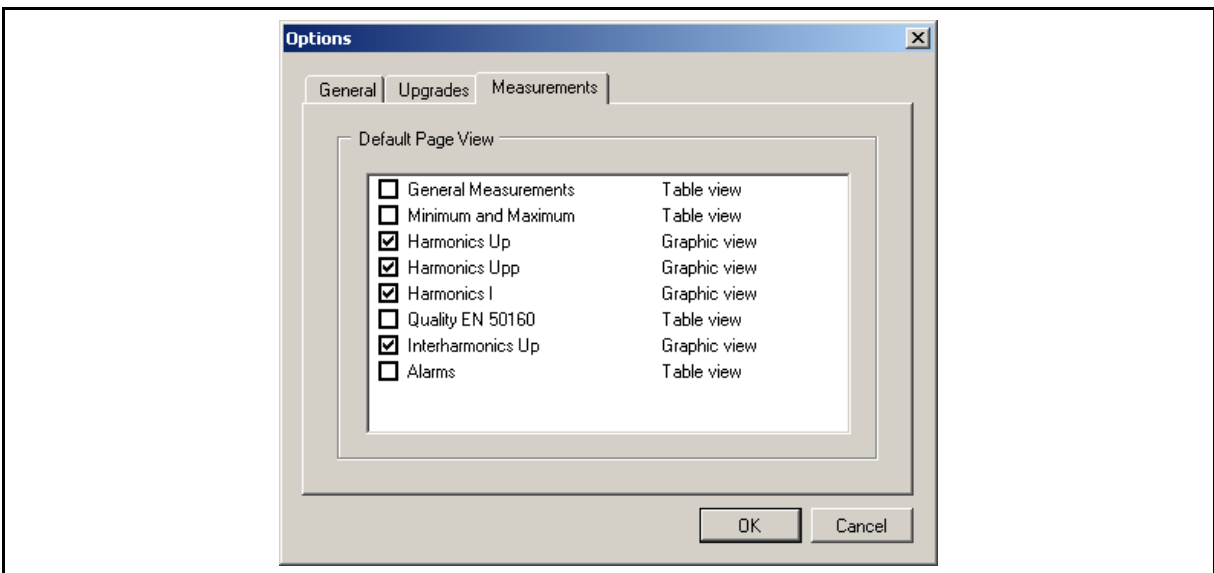 Options
General Upgrades Measurements
Default Page View
General Measurements Table view
Minimum and Maximum Table view
Harmonics Up Graphic view
Harmonics Upp Graphic view
Harmonics I Graphic view
Quality EN 50160 Table view
Interharmonics Up Graphic view
Alarms Table view
OK Cancel